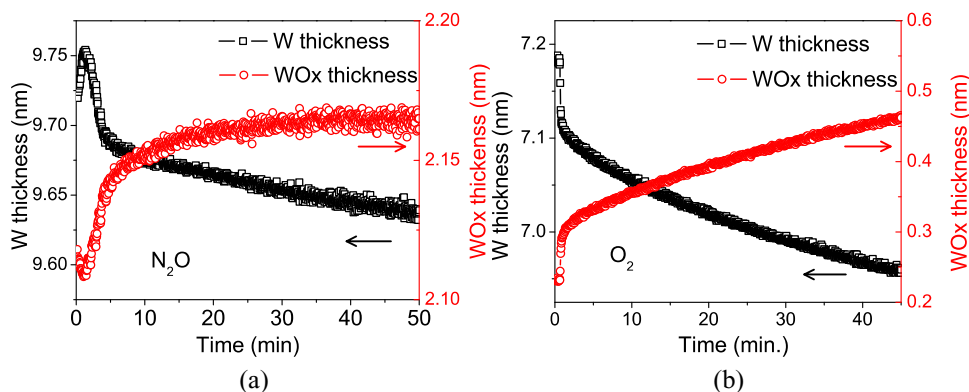 W thickness
WOx thickness
N₂O
9.75
9.70
9.65
9.60
W thickness (nm)
2.20
2.15
2.10
WOx thickenss (nm)
0 10 20 30 40 50
Time (min)
(a)
W thickness
WOx thickness
O₂
7.2
7.1
7.0
W thickness (nm)
0.6
0.5
0.4
0.3
0.2
WOx thickness (nm)
0 10 20 30 40
Time (min.)
(b)